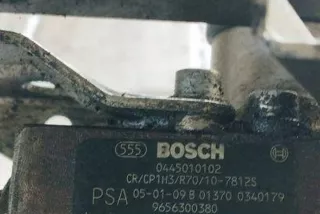 555 BOSCH
0445010102
CR/CP1H3/R70/10-7812S
PSA 05-01-09 B 01370 0340179
9656300380